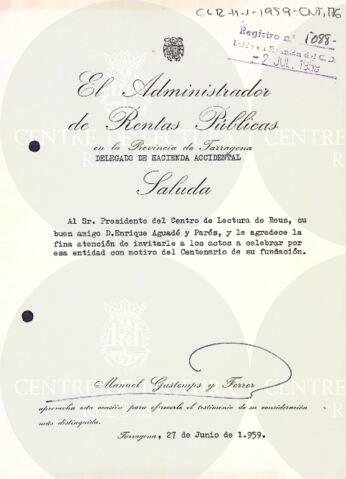 CLR-11.1-1959-ENT,176
Registro nº 1088-
2 JUL. 1959
El Administrador
de Rentas Públicas
en la Provincia de Tarragona
DELEGADO DE HACIENDA ACCIDENTAL
Saluda
Al Sr. Presidente del Centro de Lectura de Reus, su
buen amigo D.Enrique Aguadé y Parés, y le agradece la
fina atención de invitarle a los actos a celebrar por
esa entidad con motivo del Centenario de su fundación.
Manuel Gustemps y Ferrer
aprovecha esta ocasión para ofrecerle el testimonio de su consideración
más distinguida.
Tarragona, 27 de Junio de 1.959.